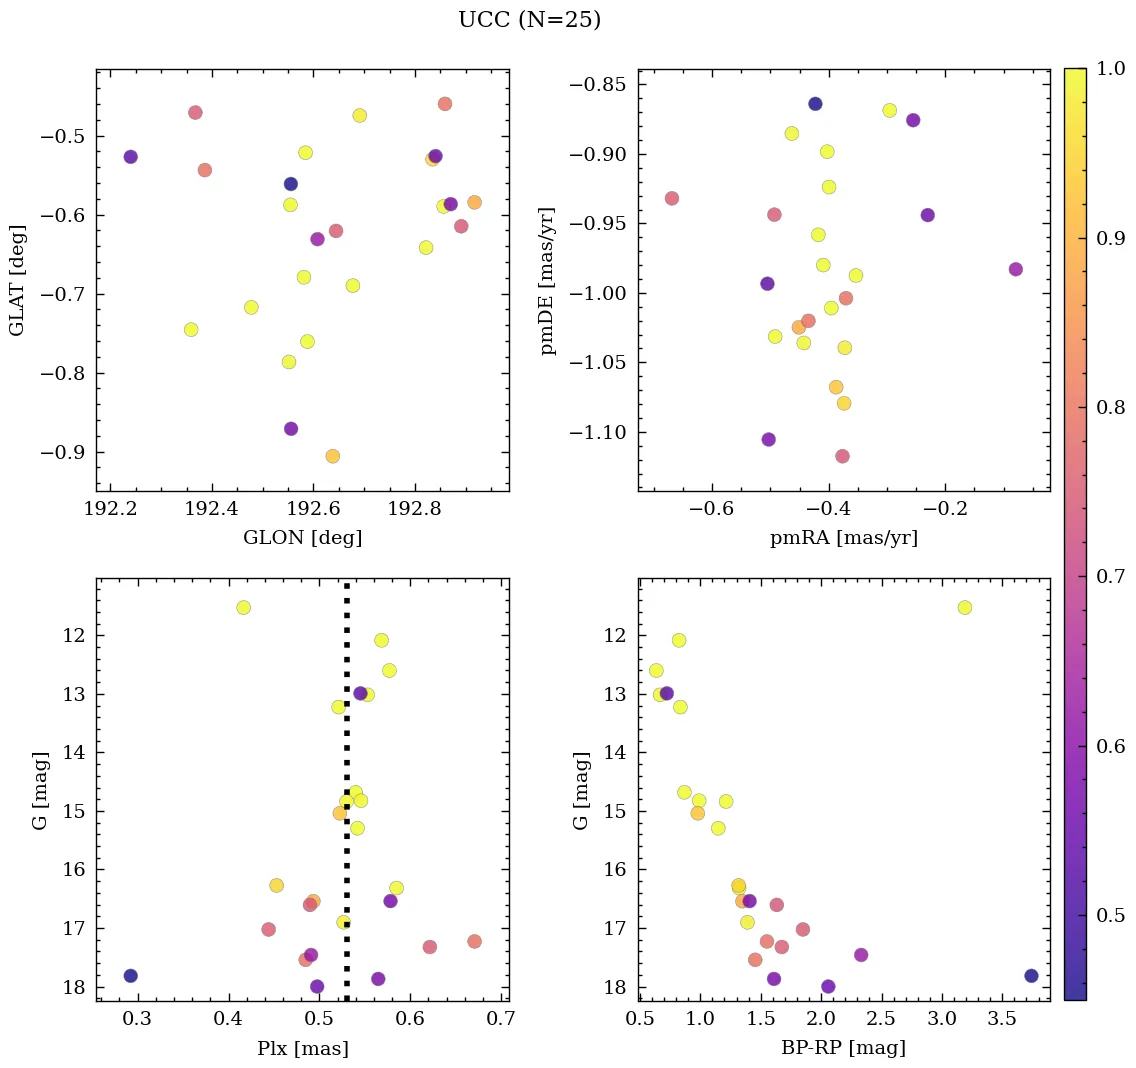 UCC (N=25)
−0.5
−0.6
−0.7
−0.8
−0.9
GLAT [deg]
192.2 192.4 192.6 192.8
GLON [deg]
−0.85
−0.90
−0.95
−1.00
−1.05
−1.10
pmDE [mas/yr]
−0.6 −0.4 −0.2
pmRA [mas/yr]
12
13
14
15
16
17
18
G [mag]
0.3 0.4 0.5 0.6 0.7
Plx [mas]
12
13
14
15
16
17
18
G [mag]
0.5 1.0 1.5 2.0 2.5 3.0 3.5
BP-RP [mag]
1.0
0.9
0.8
0.7
0.6
0.5